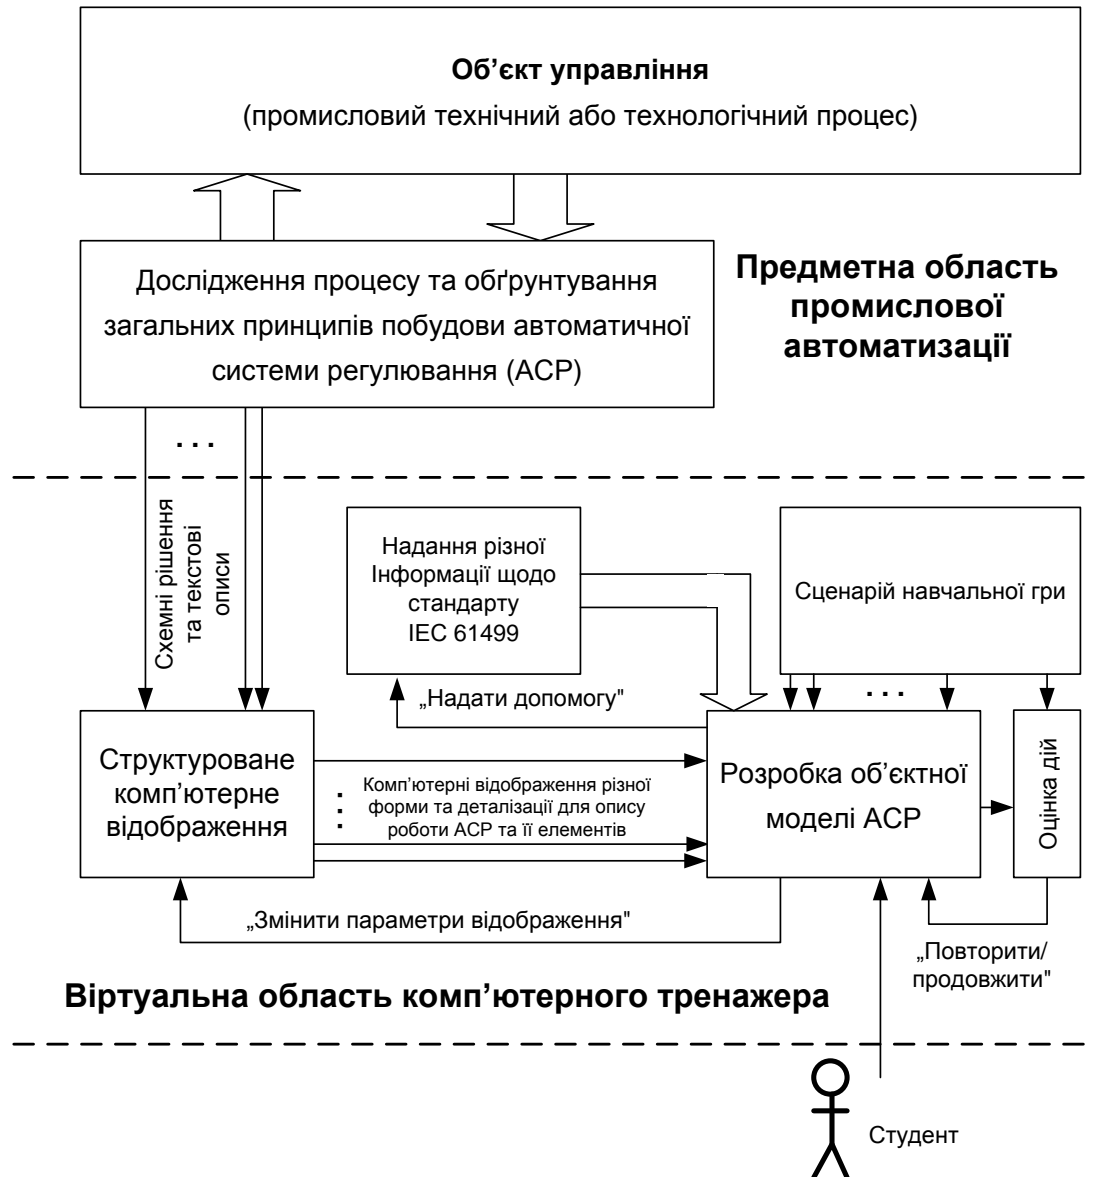 Об’єкт управління
(промисловий технічний або технологічний процес)
Дослідження процесу та обґрунтування
загальних принципів побудови автоматичної
системи регулювання (АСР)
Предметна область
промислової
автоматизації
. . .
Схемні рішення
та текстові
описи
Надання різної
Інформації щодо
стандарту
IEC 61499
Сценарій навчальної гри
„Надати допомогу"
. . .
Структуроване
комп’ютерне
відображення
. . .
Комп’ютерні відображення різної
форми та деталізації для опису
роботи АСР та її елементів
Розробка об’єктної
моделі АСР
Оцінка дій
„Змінити параметри відображення"
„Повторити/
продовжити"
Віртуальна область комп’ютерного тренажера
Студент